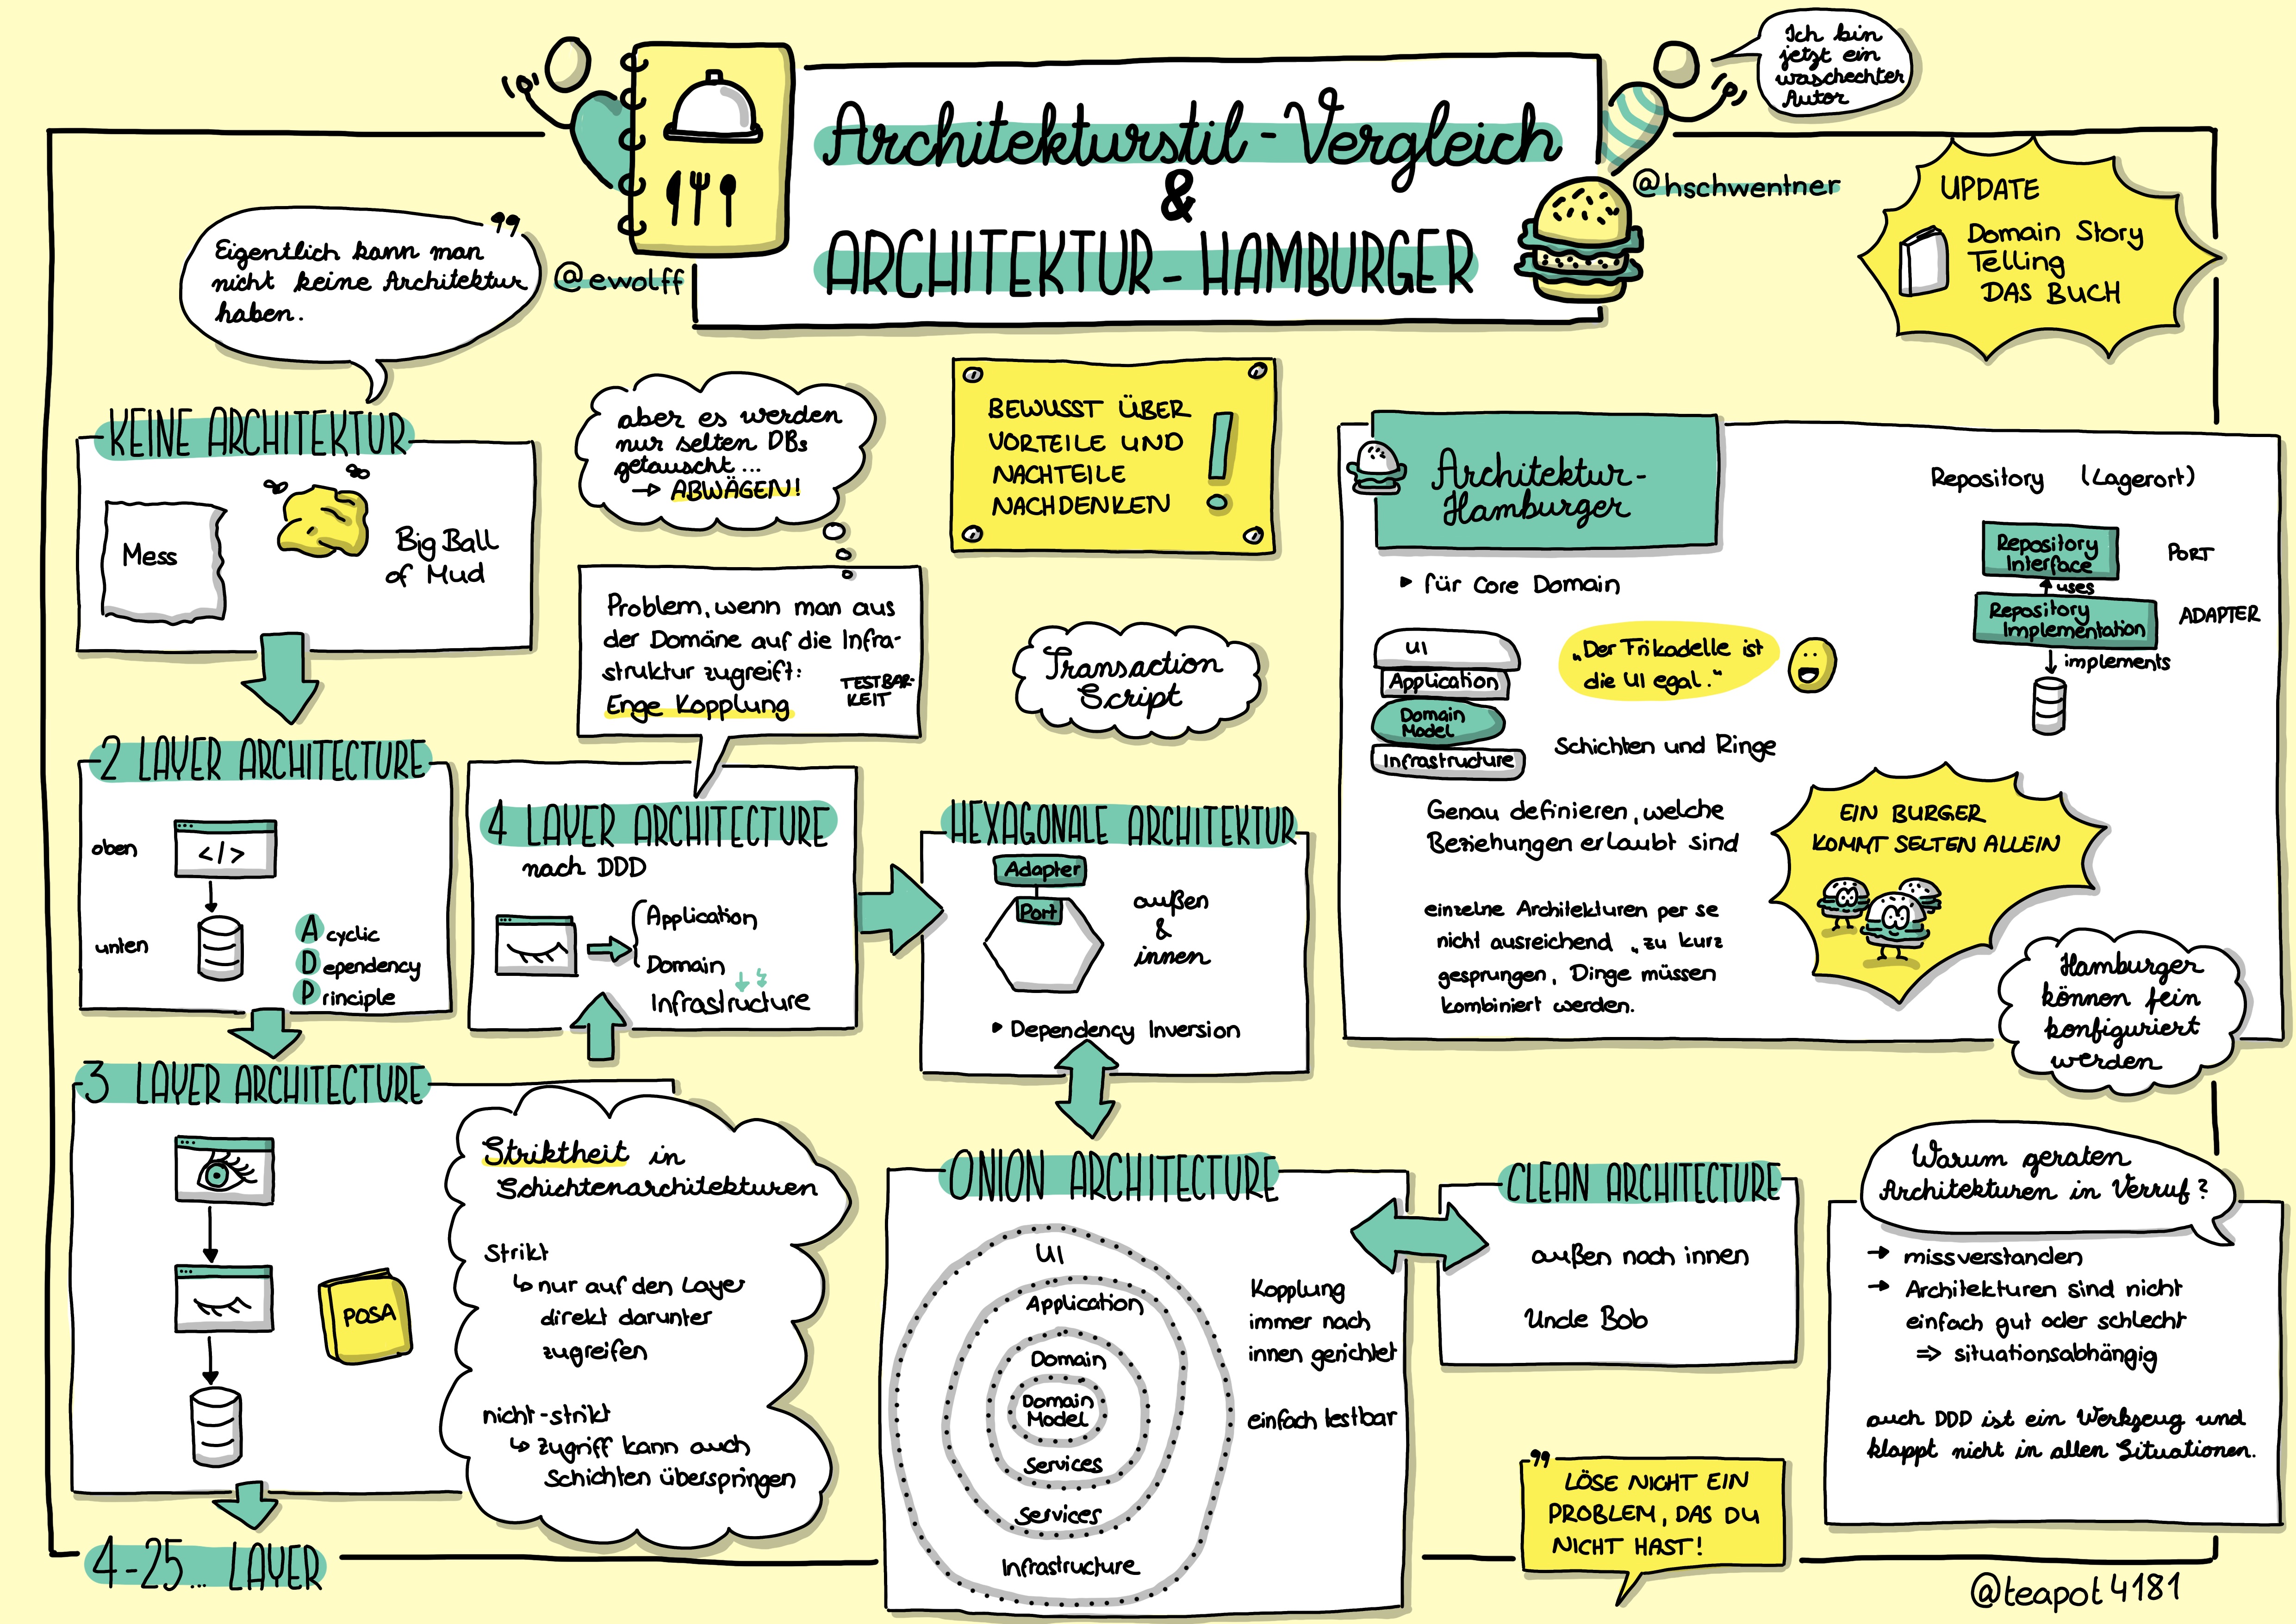 Ich bin
jetzt ein
waschechter
Autor
Architekturstil - Vergleich
&
ARCHITEKTUR - HAMBURGER
@ewolff
@hschwentner
UPDATE
Domain Story
Telling
DAS BUCH
Eigentlich kann man
nicht keine Architektur
haben.
KEINE ARCHITEKTUR
Mess
Big Ball
of Mud
aber es werden
nur selten DBs
getauscht...
→ ABWÄGEN!
BEWUSST ÜBER
VORTEILE UND
NACHTEILE
NACHDENKEN
!
Problem, wenn man aus
der Domäne auf die Infra-
struktur zugreift:
Enge Kopplung
TESTBAR-
KEIT
Transaction
Script
2 LAYER ARCHITECTURE
oben
</>
unten
Acyclic
Dependency
Principle
4 LAYER ARCHITECTURE
nach DDD
Application
Domain
Infrastructure
HEXAGONALE ARCHITEKTUR
Adapter
Port
außen
&
innen
▸ Dependency Inversion
3 LAYER ARCHITECTURE
POSA
Striktheit in
Schichtenarchitekturen
strikt
↳ nur auf den Layer
direkt darunter
zugreifen
nicht-strikt
↳ Zugriff kann auch
Schichten überspringen
4-25... LAYER
ONION ARCHITECTURE
UI
Application
Domain
Domain
Model
Services
Services
Infrastructure
Kopplung
immer nach
innen gerichtet
einfach testbar
CLEAN ARCHITECTURE
außen noch innen
Uncle Bob
Architektur-
Hamburger
▸ für Core Domain
UI
Application
Domain
Model
Infrastructure
„Der Frikadelle ist
die UI egal.“
Schichten und Ringe
Genau definieren, welche
Beziehungen erlaubt sind
einzelne Architekturen per se
nicht ausreichend „zu kurz
gesprungen, Dinge müssen
kombiniert werden.
Repository (Lagerort)
Repository
Interface
PORT
uses
Repository
Implementation
ADAPTER
implements
EIN BURGER
KOMMT SELTEN ALLEIN
Hamburger
können fein
konfiguriert
werden
Warum geraten
Architekturen in Verruf?
→ missverstanden
→ Architekturen sind nicht
einfach gut oder schlecht
⇒ situationsabhängig
auch DDD ist ein Werkzeug und
klappt nicht in allen Situationen.
LÖSE NICHT EIN
PROBLEM, DAS DU
NICHT HAST!
@teapot4181